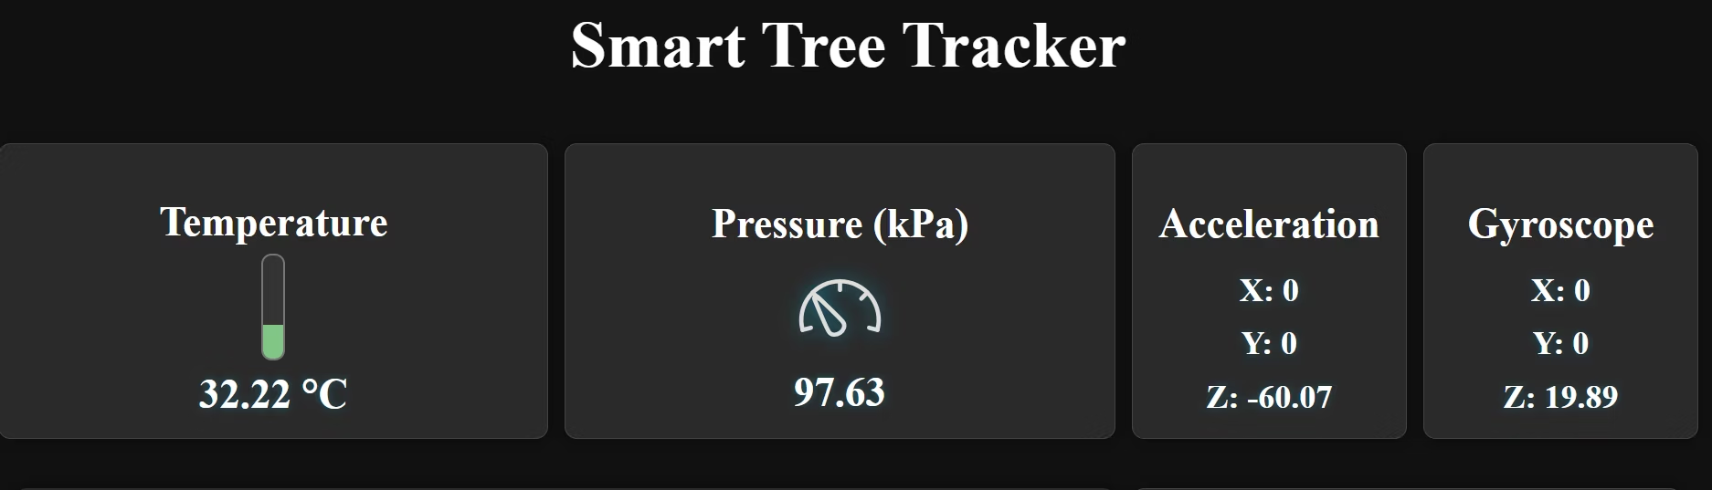 Smart Tree Tracker
Temperature
32.22 °C
Pressure (kPa)
97.63
Acceleration
X: 0
Y: 0
Z: -60.07
Gyroscope
X: 0
Y: 0
Z: 19.89